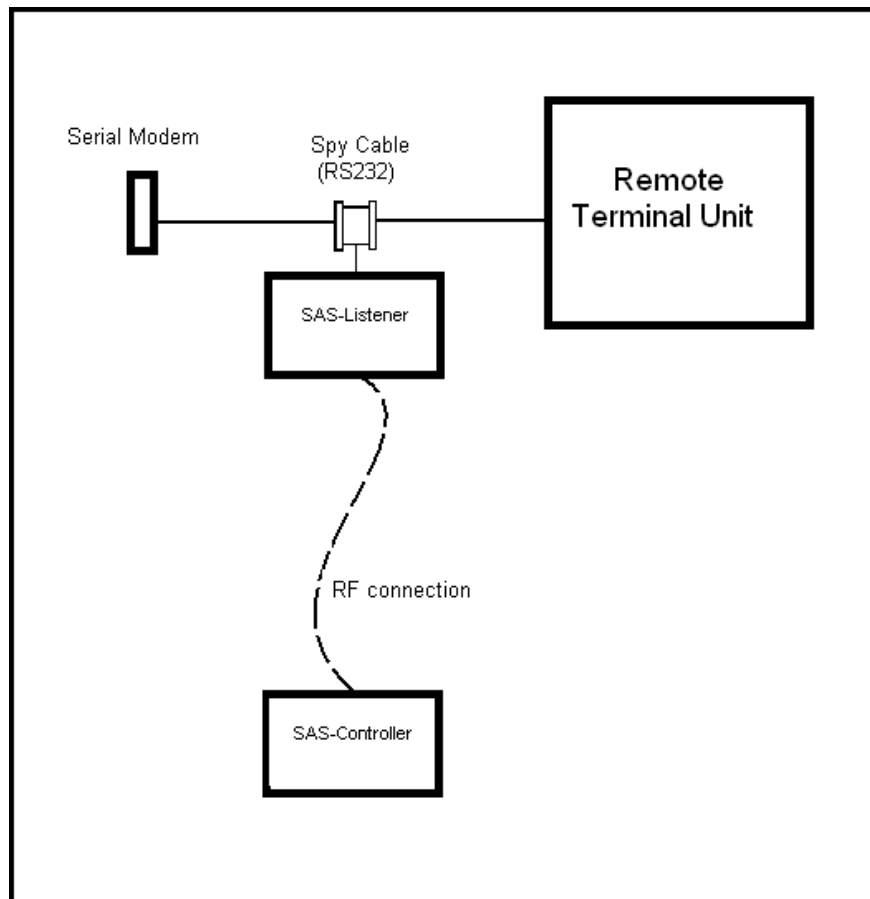 Serial Modem
Spy Cable
(RS232)
Remote
Terminal Unit
SAS-Listener
RF connection
SAS-Controller